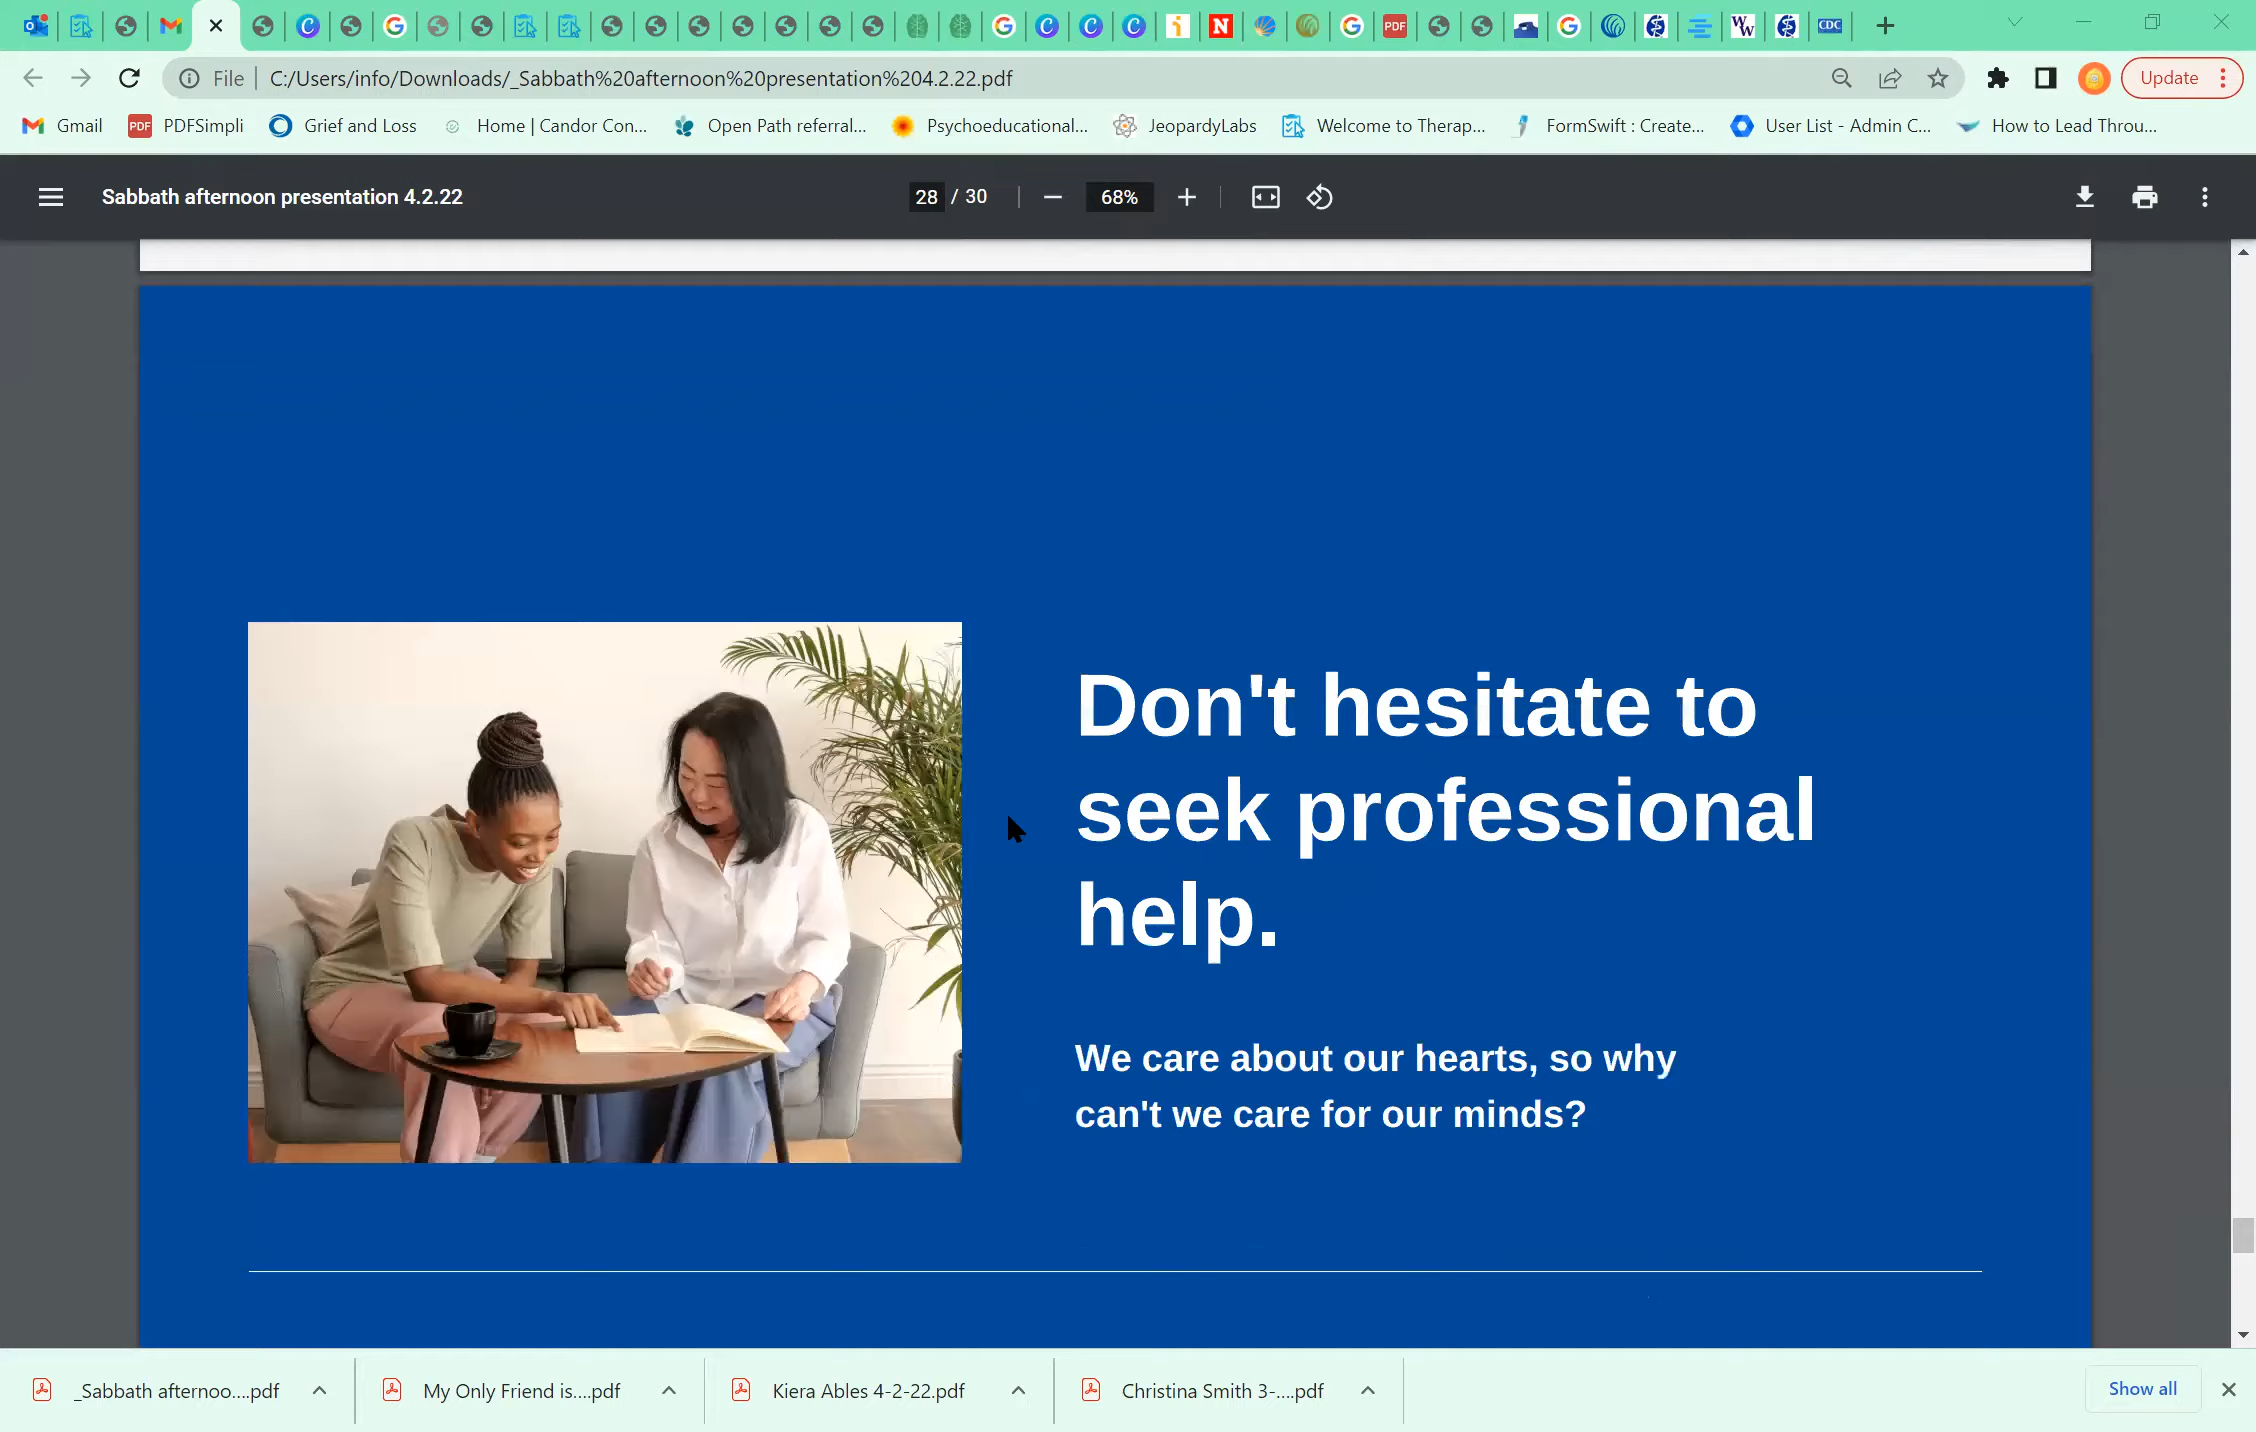 File
C:/Users/info/Downloads/_Sabbath%20afternoon%20presentation%204.2.22.pdf
Update
Gmail
PDFSimpli
Grief and Loss
Home | Candor Con...
Open Path referral...
Psychoeducational...
JeopardyLabs
Welcome to Therap...
FormSwift : Create...
User List - Admin C...
How to Lead Throu...
Sabbath afternoon presentation 4.2.22
28 / 30
68%
Don't hesitate to
seek professional
help.
We care about our hearts, so why
can't we care for our minds?
_Sabbath afternoo....pdf
My Only Friend is....pdf
Kiera Ables 4-2-22.pdf
Christina Smith 3-....pdf
Show all